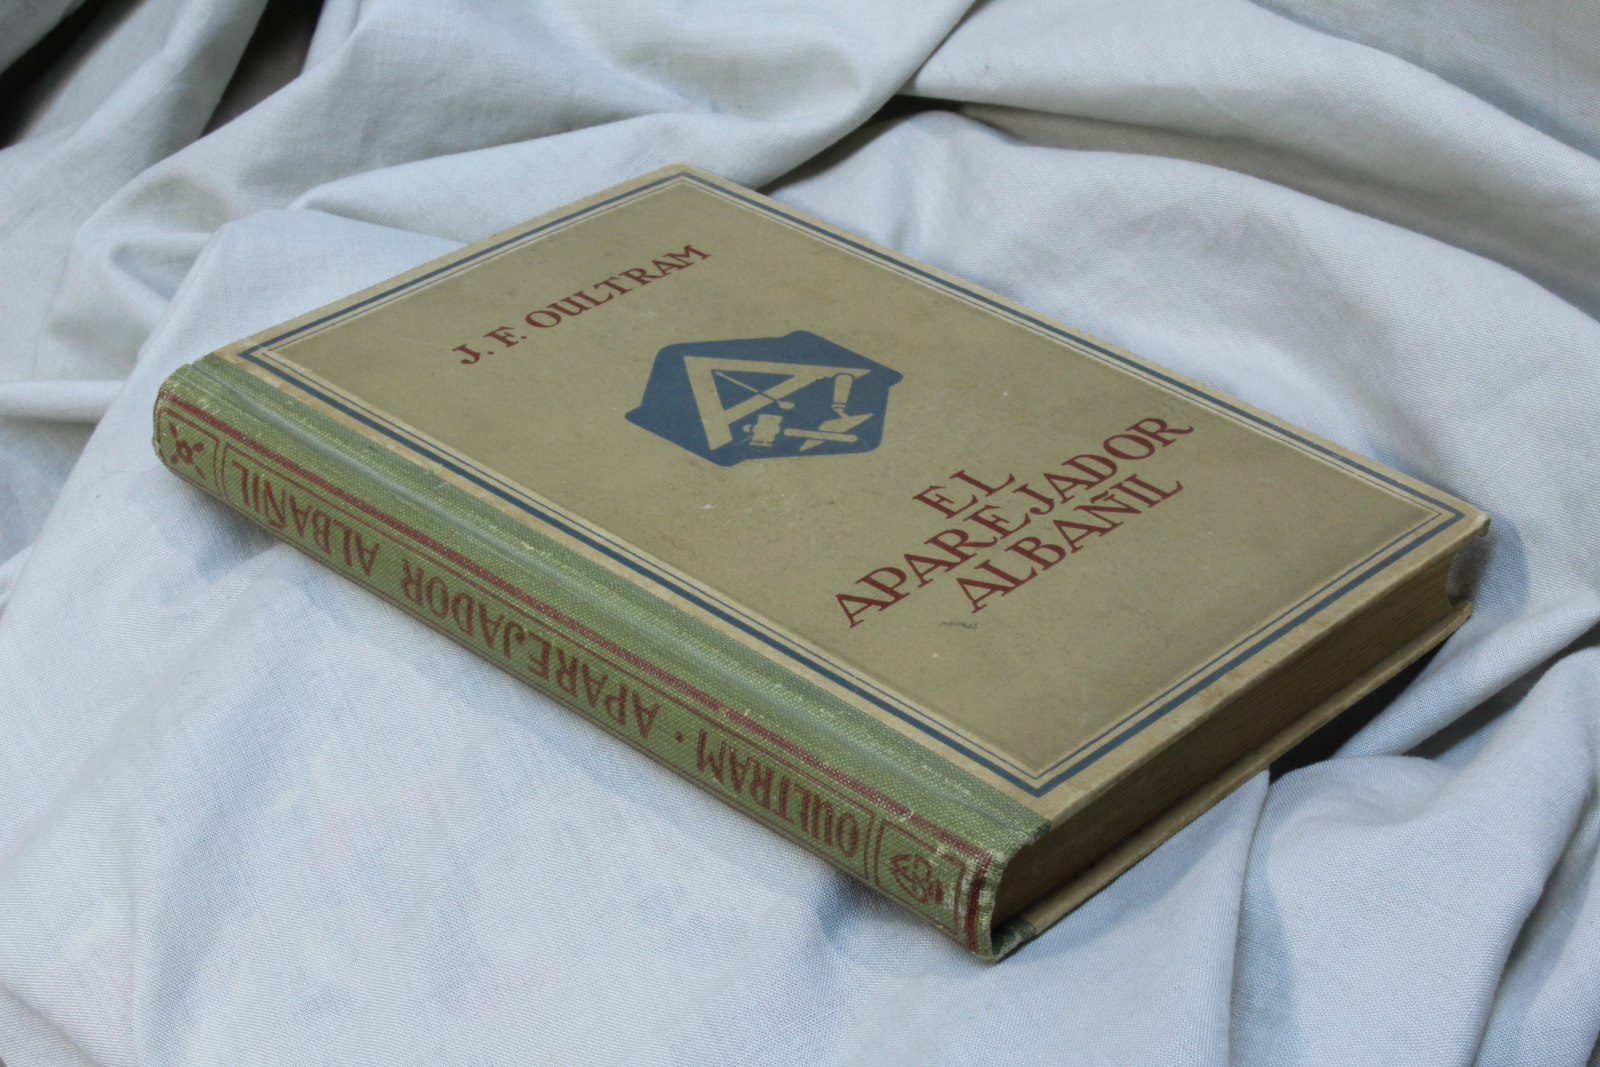 J. F. OULTRAM
EL
APAREJADOR
ALBAÑIL
OULTRAM · APAREJADOR ALBAÑIL